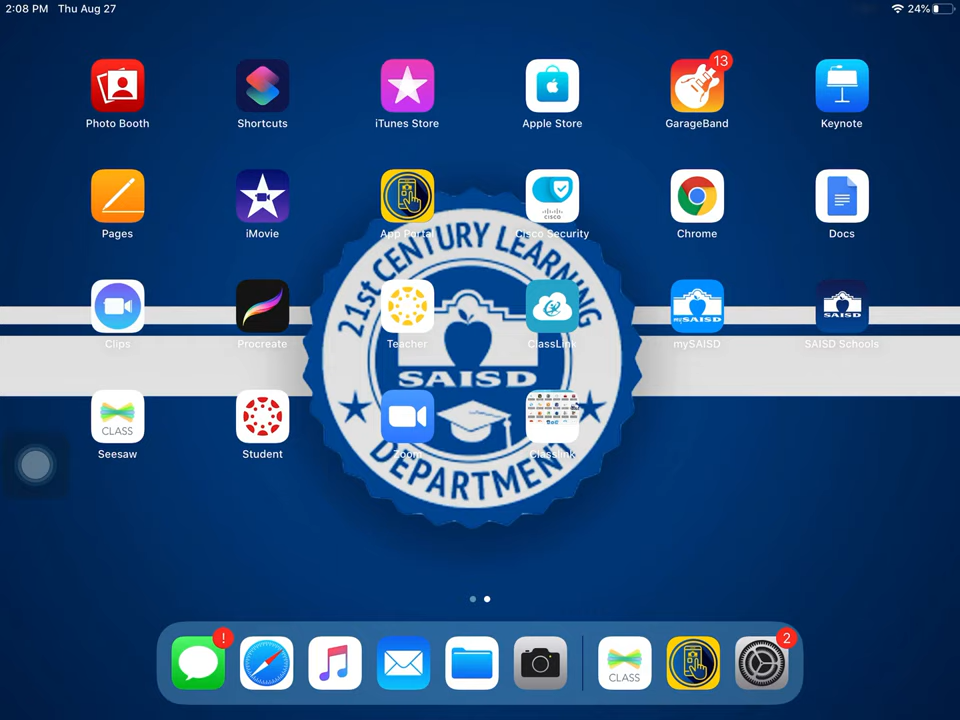 2:08 PM Thu Aug 27 24%
13
Photo Booth Shortcuts iTunes Store Apple Store GarageBand Keynote
CISCO
Pages iMovie App Portal Cisco Security Chrome Docs
21st CENTURY LEARNING
mySAISD SAISD
Clips Procreate Teacher ClassLink mySAISD SAISD Schools
SAISD
CLASS
Seesaw Student Zoom Classlink
DEPARTMENT
! 2
CLASS